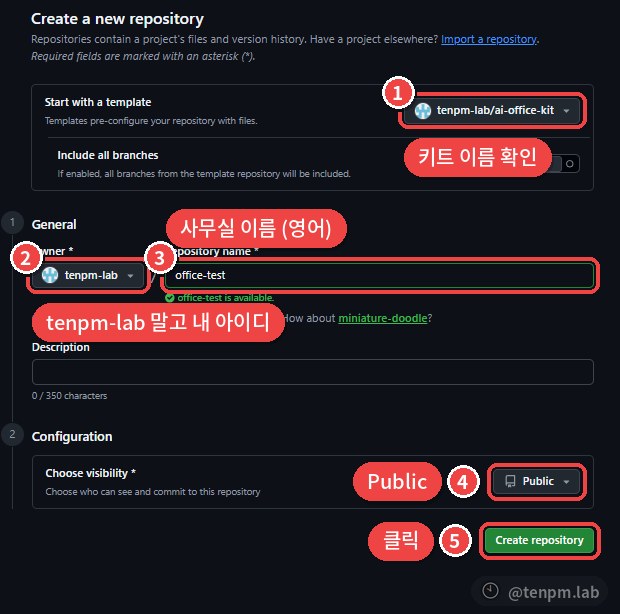 Create a new repository
Repositories contain a project's files and version history. Have a project elsewhere? Import a repository.
Required fields are marked with an asterisk (*).
Start with a template
Templates pre-configure your repository with files.
1
tenpm-lab/ai-office-kit
키트 이름 확인
Include all branches
If enabled, all branches from the template repository will be included.
1
General
사무실 이름 (영어)
2
3
repository name *
tenpm-lab
/
office-test
office-test is available.
tenpm-lab 말고 내 아이디
How about miniature-doodle?
Description
0 / 350 characters
2
Configuration
Choose visibility *
Choose who can see and commit to this repository
Public
4
Public
클릭
5
Create repository
@tenpm.lab